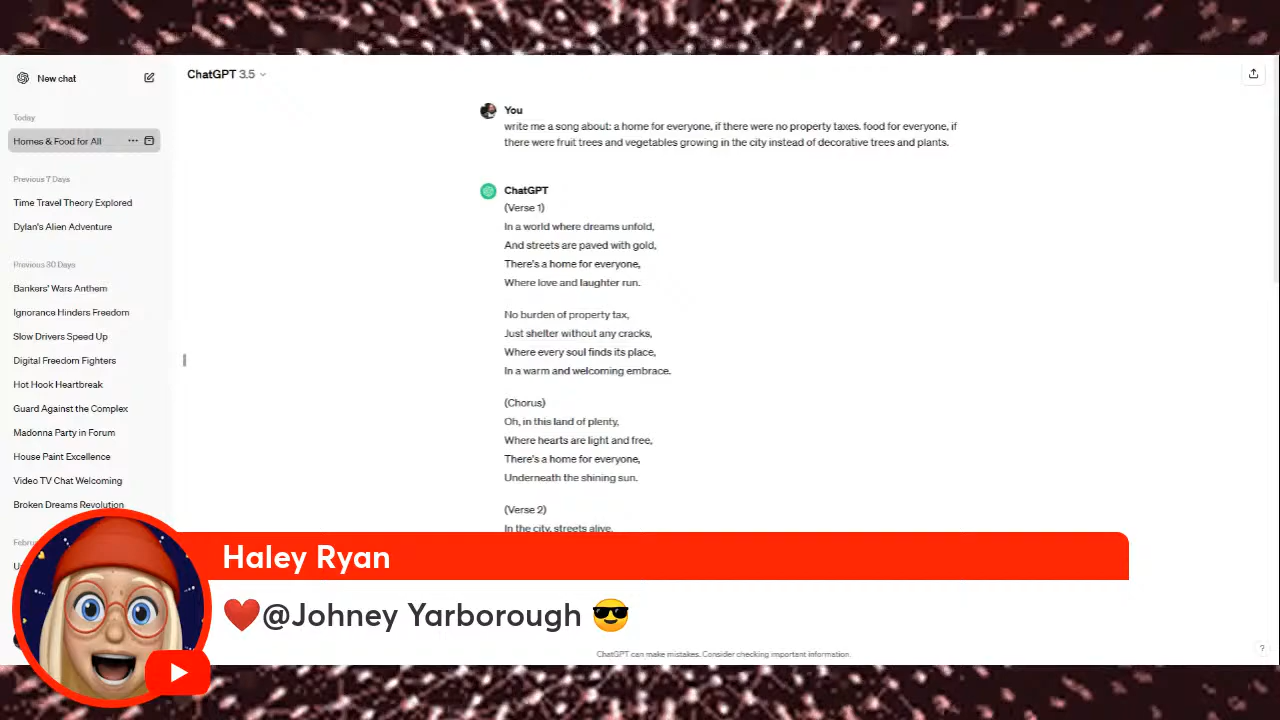 New chat
ChatGPT 3.5
Today
Homes & Food for All
Previous 7 Days
Time Travel Theory Explored
Dylan's Alien Adventure
Previous 30 Days
Bankers' Wars Anthem
Ignorance Hinders Freedom
Slow Drivers Speed Up
Digital Freedom Fighters
Hot Hook Heartbreak
Guard Against the Complex
Madonna Party in Forum
House Paint Excellence
Video TV Chat Welcoming
Broken Dreams Revolution
You
write me a song about: a home for everyone, if there were no property taxes. food for everyone, if
there were fruit trees and vegetables growing in the city instead of decorative trees and plants.
ChatGPT
(Verse 1)
In a world where dreams unfold,
And streets are paved with gold,
There's a home for everyone,
Where love and laughter run.
No burden of property tax,
Just shelter without any cracks,
Where every soul finds its place,
In a warm and welcoming embrace.
(Chorus)
Oh, in this land of plenty,
Where hearts are light and free,
There's a home for everyone,
Underneath the shining sun.
(Verse 2)
In the city, streets alive,
Haley Ryan
❤️@Johney Yarborough 😎
ChatGPT can make mistakes. Consider checking important information.
?